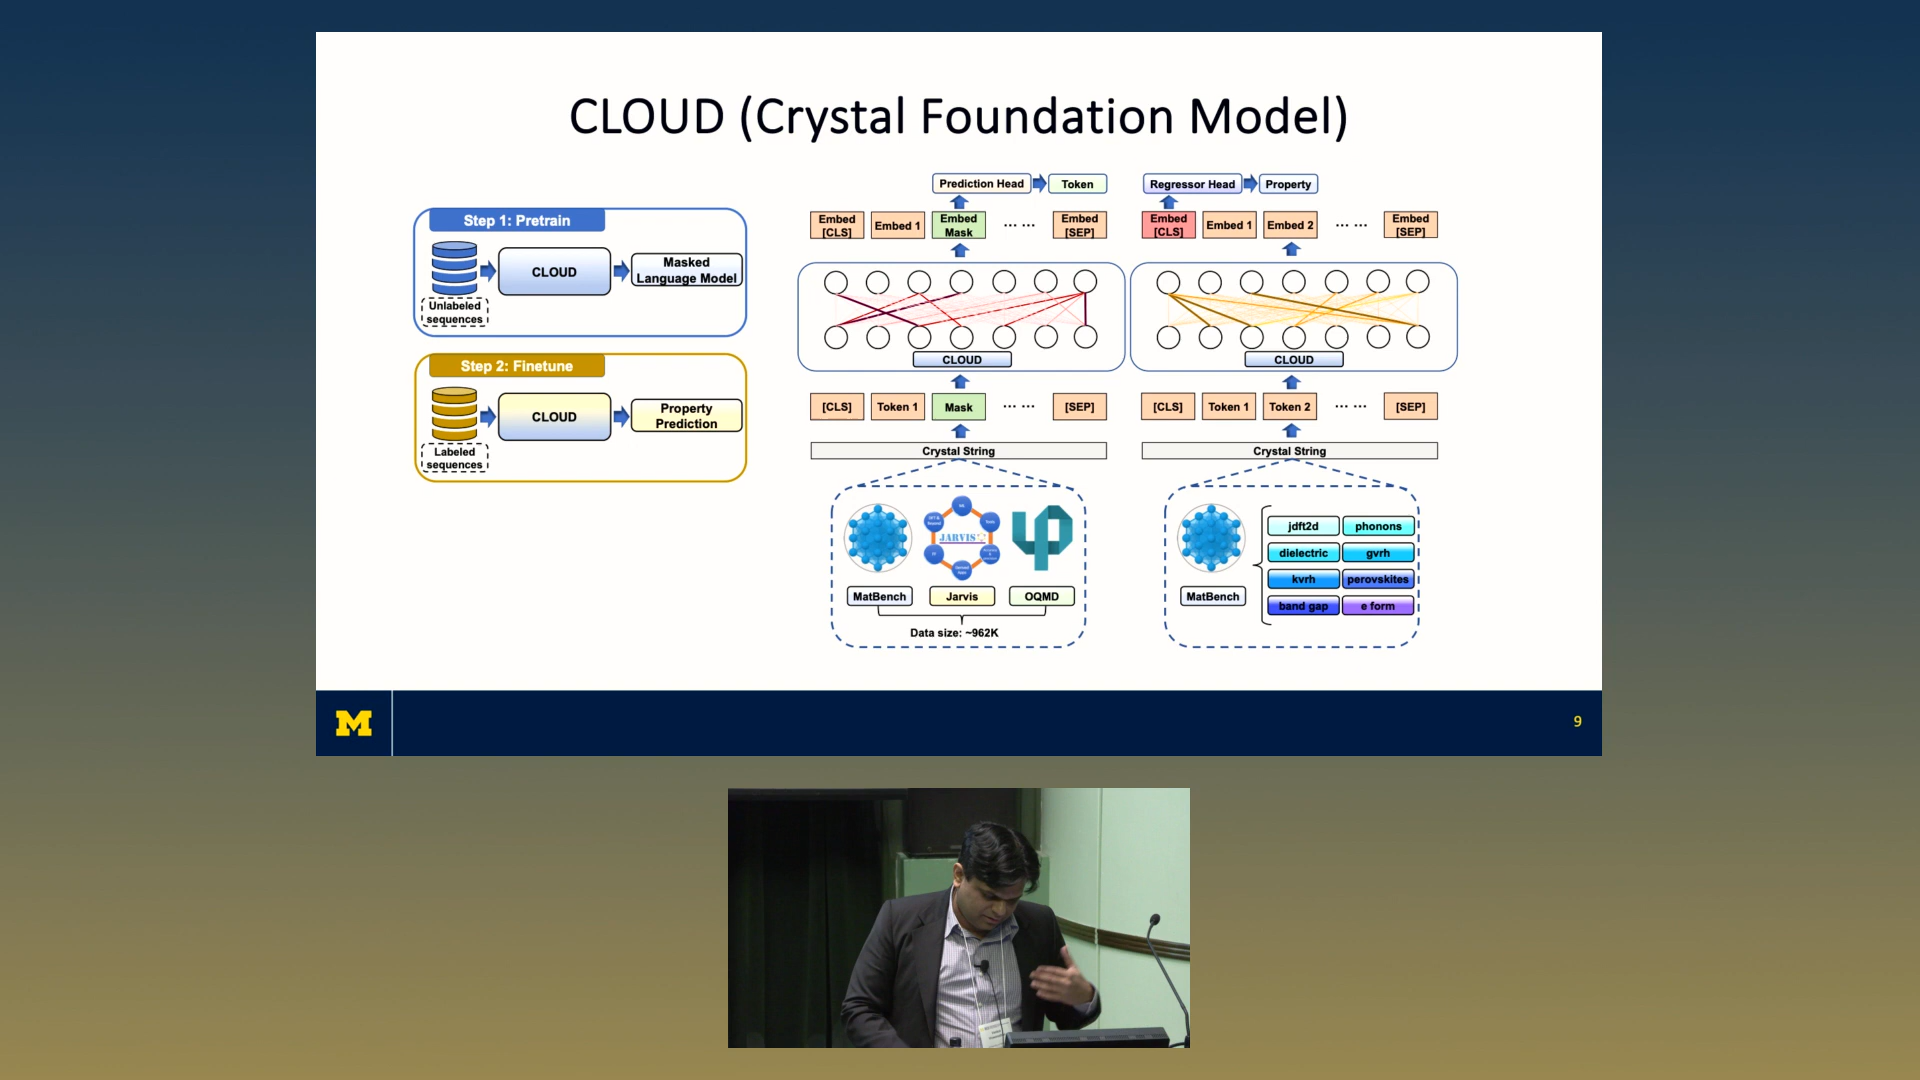 CLOUD (Crystal Foundation Model)
Step 1: Pretrain
CLOUD
Masked
Language Model
Unlabeled
sequences
Step 2: Finetune
CLOUD
Property
Prediction
Labeled
sequences
Prediction Head
Token
Embed
[CLS]
Embed 1
Embed
Mask
... ...
Embed
[SEP]
CLOUD
[CLS]
Token 1
Mask
... ...
[SEP]
Crystal String
JARVIS
MatBench
Jarvis
OQMD
Data size: ~962K
Regressor Head
Property
Embed
[CLS]
Embed 1
Embed 2
... ...
Embed
[SEP]
CLOUD
[CLS]
Token 1
Token 2
... ...
[SEP]
Crystal String
MatBench
jdft2d
phonons
dielectric
gvrh
kvrh
perovskites
band gap
e form
M
9